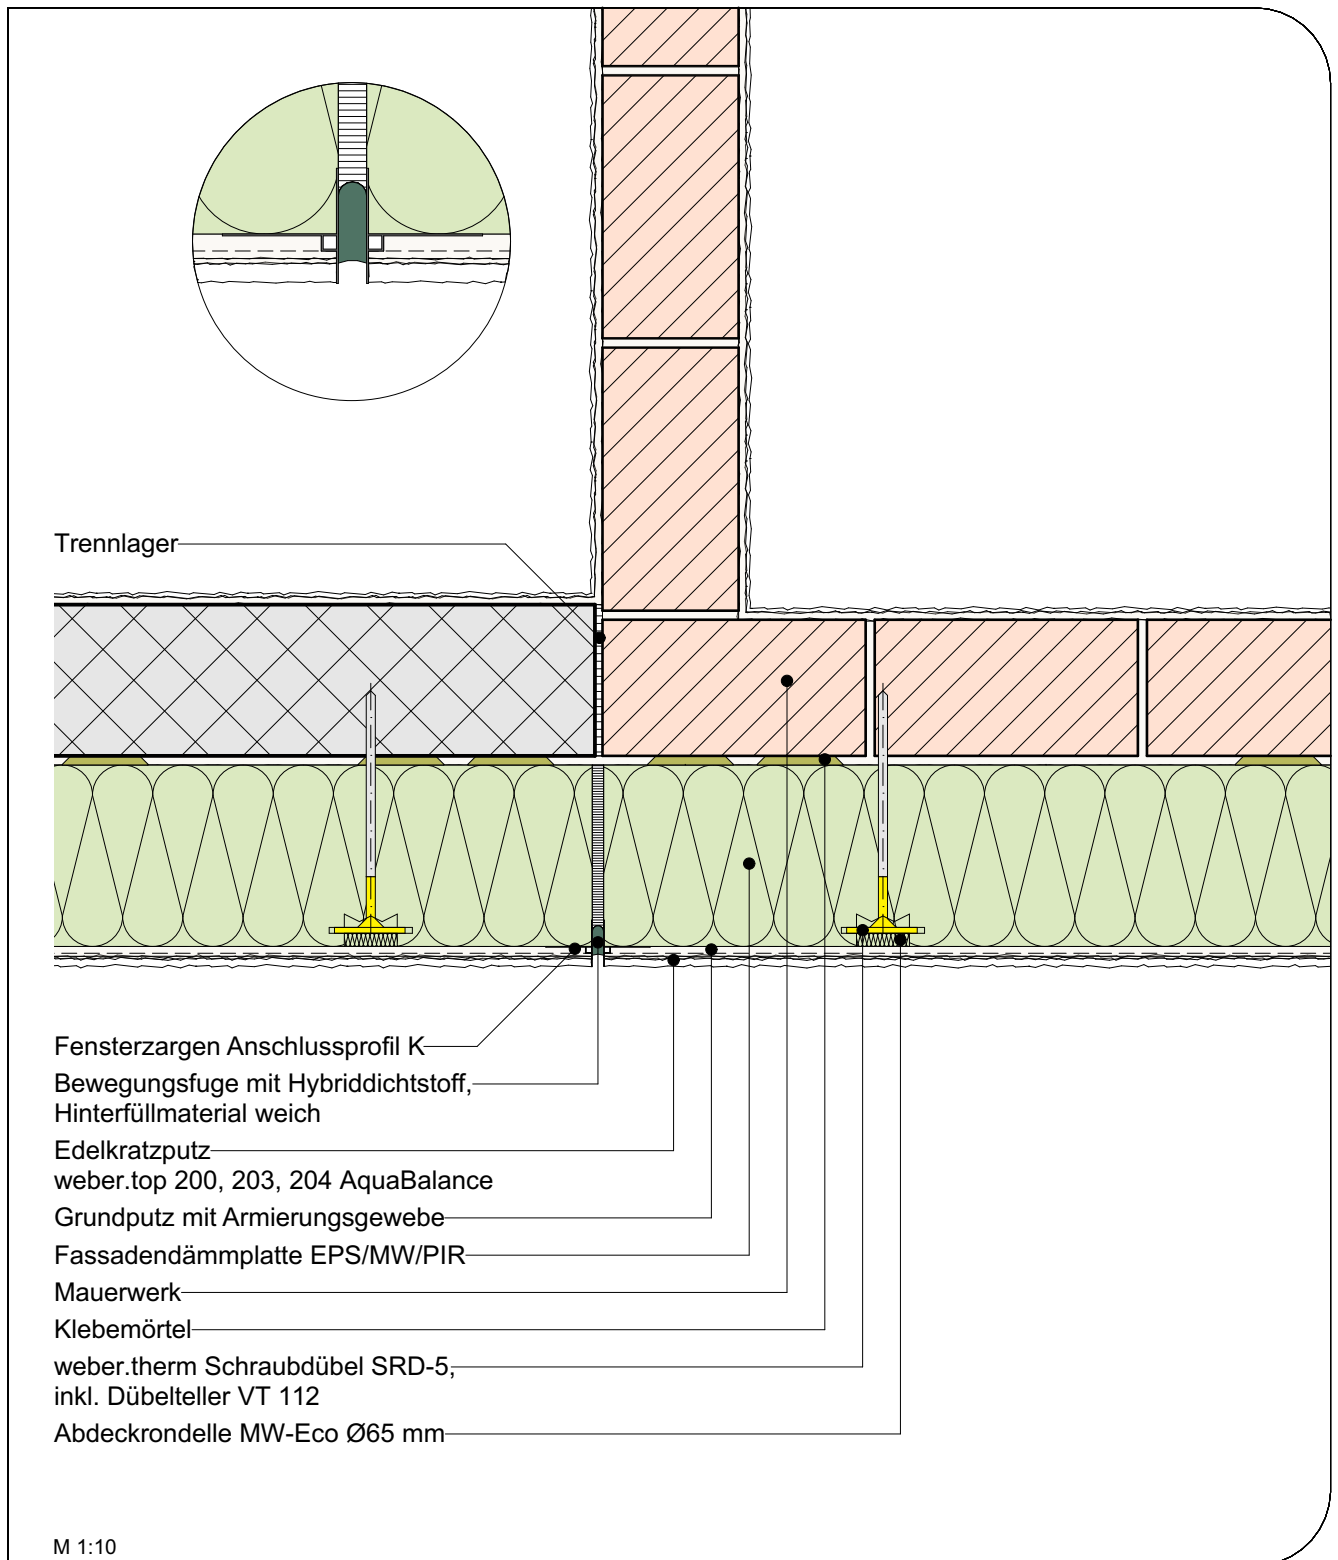 Trennlager
Fensterzargen Anschlussprofil K
Bewegungsfuge mit Hybriddichtstoff,
Hinterfüllmaterial weich
Edelkratzputz
weber.top 200, 203, 204 AquaBalance
Grundputz mit Armierungsgewebe
Fassadendämmplatte EPS/MW/PIR
Mauerwerk
Klebemörtel
weber.therm Schraubdübel SRD-5,
inkl. Dübelteller VT 112
Abdeckrondelle MW-Eco Ø65 mm
M 1:10